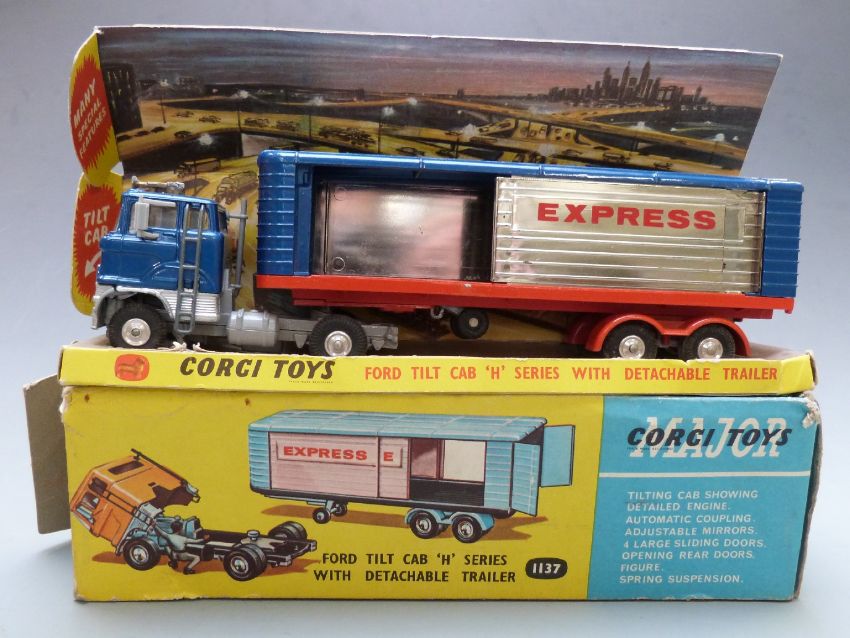 MANY
SPECIAL
FEATURES
TILT
CAB
EXPRESS
CORGI TOYS
FORD TILT CAB 'H' SERIES WITH DETACHABLE TRAILER
EXPRESS E
MAJOR
CORGI TOYS
TILTING CAB SHOWING
DETAILED ENGINE.
AUTOMATIC COUPLING.
ADJUSTABLE MIRRORS.
4 LARGE SLIDING DOORS.
OPENING REAR DOORS.
FIGURE.
SPRING SUSPENSION.
FORD TILT CAB 'H' SERIES
WITH DETACHABLE TRAILER
1137